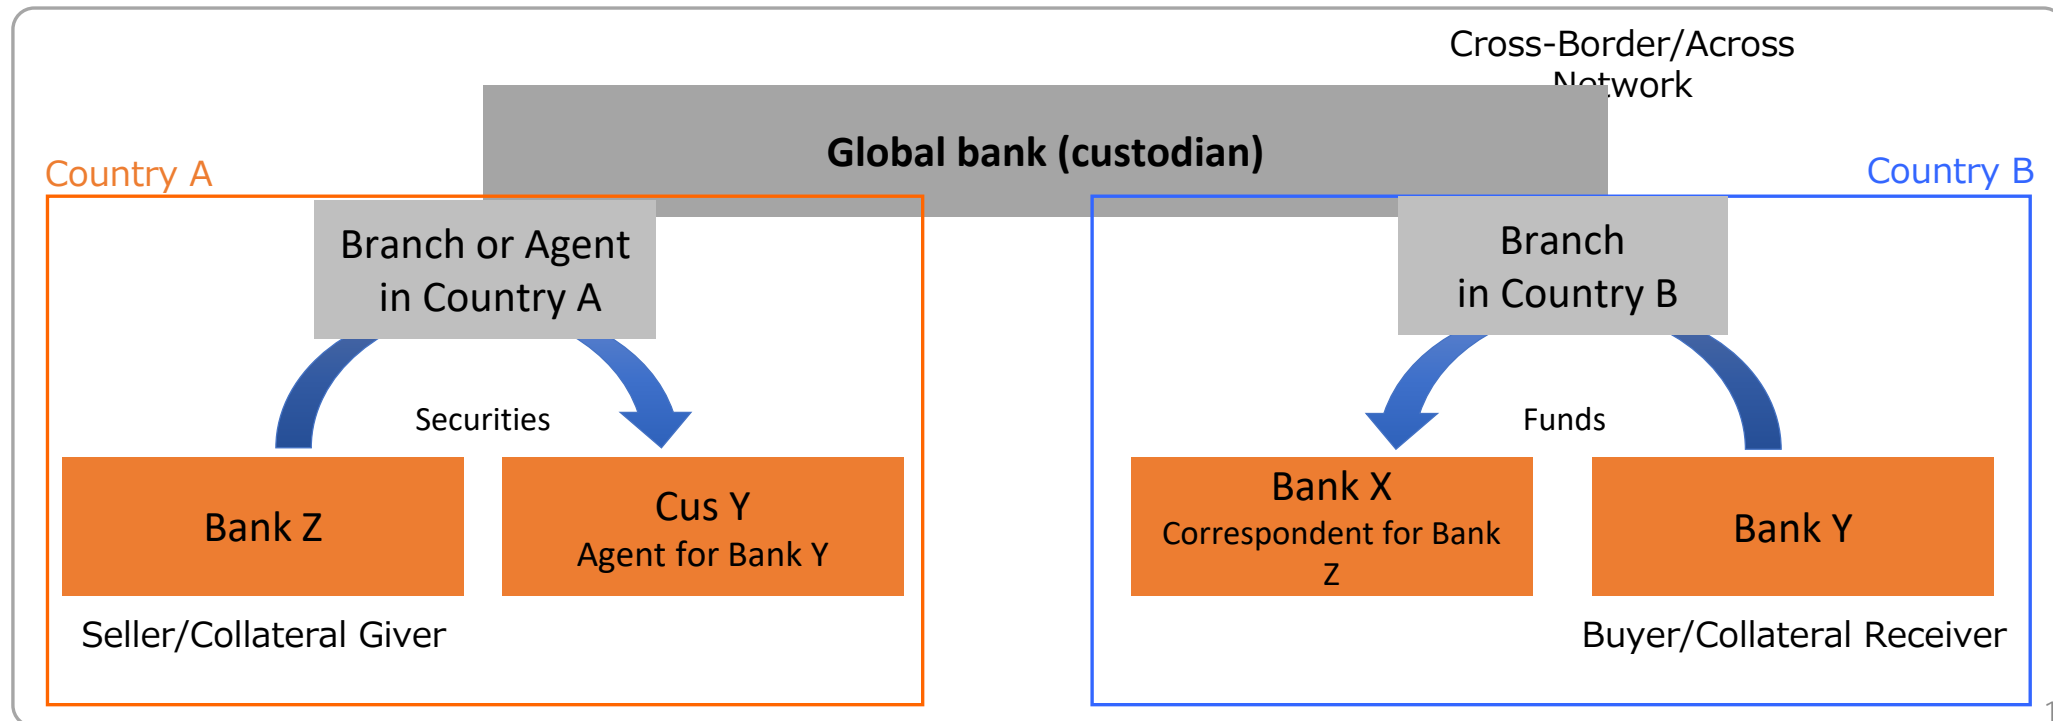 Cross-Border/Across
Network
Global bank (custodian)
Country A
Country B
Branch or Agent
in Country A
Branch
in Country B
Securities
Funds
Bank Z
Cus Y
Agent for Bank Y
Bank X
Correspondent for Bank
Z
Bank Y
Seller/Collateral Giver
Buyer/Collateral Receiver
1